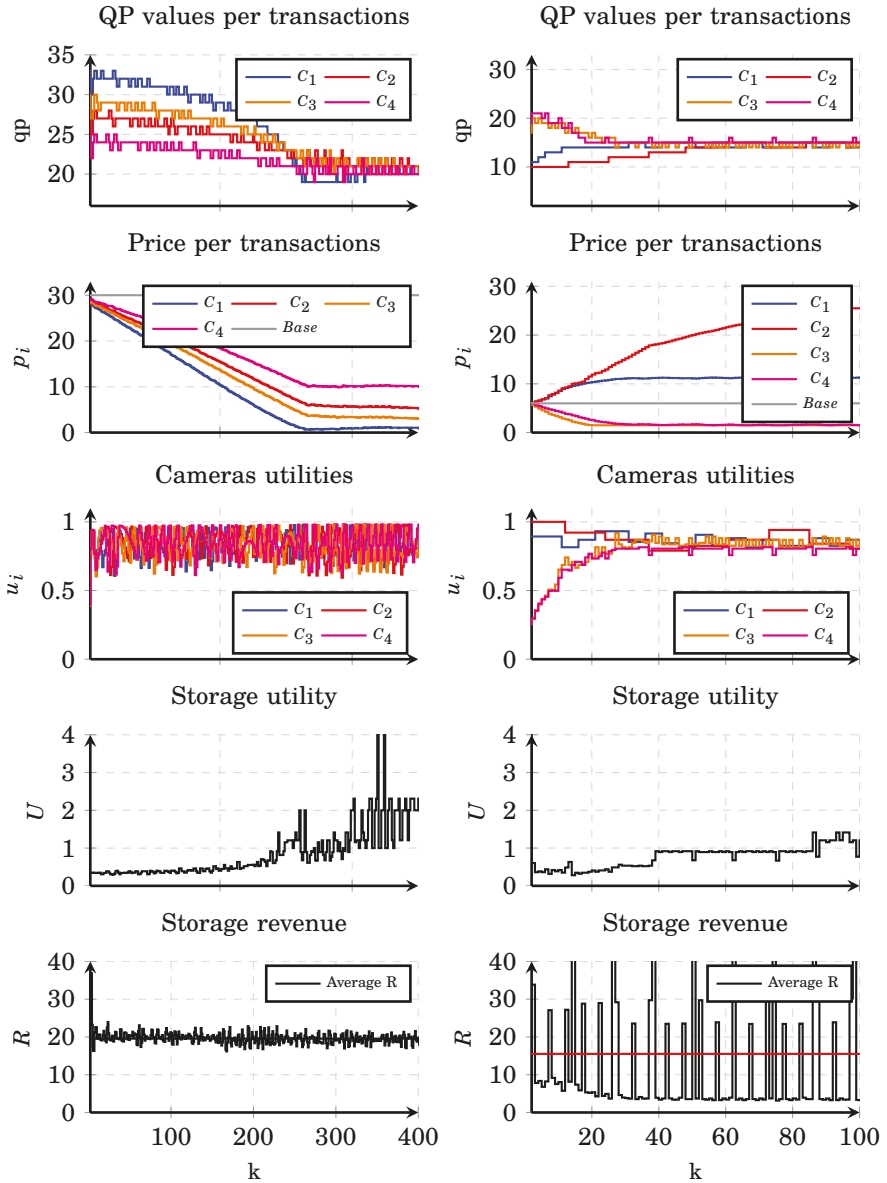 QP values per transactions
35
30
25
20
qp
C1 C2
C3 C4
QP values per transactions
30
20
10
qp
C1 C2
C3 C4
Price per transactions
30
20
10
0
pi
C1 C2 C3
C4 Base
Price per transactions
30
20
10
0
pi
C1
C2
C3
C4
Base
Cameras utilities
1
0.5
0
ui
C1 C2
C3 C4
Cameras utilities
1
0.5
0
ui
C1 C2
C3 C4
Storage utility
4
3
2
1
0
U
Storage utility
4
3
2
1
0
U
Storage revenue
40
30
20
10
0
R
Average R
100 200 300 400
k
Storage revenue
40
30
20
10
0
R
Average R
20 40 60 80 100
k